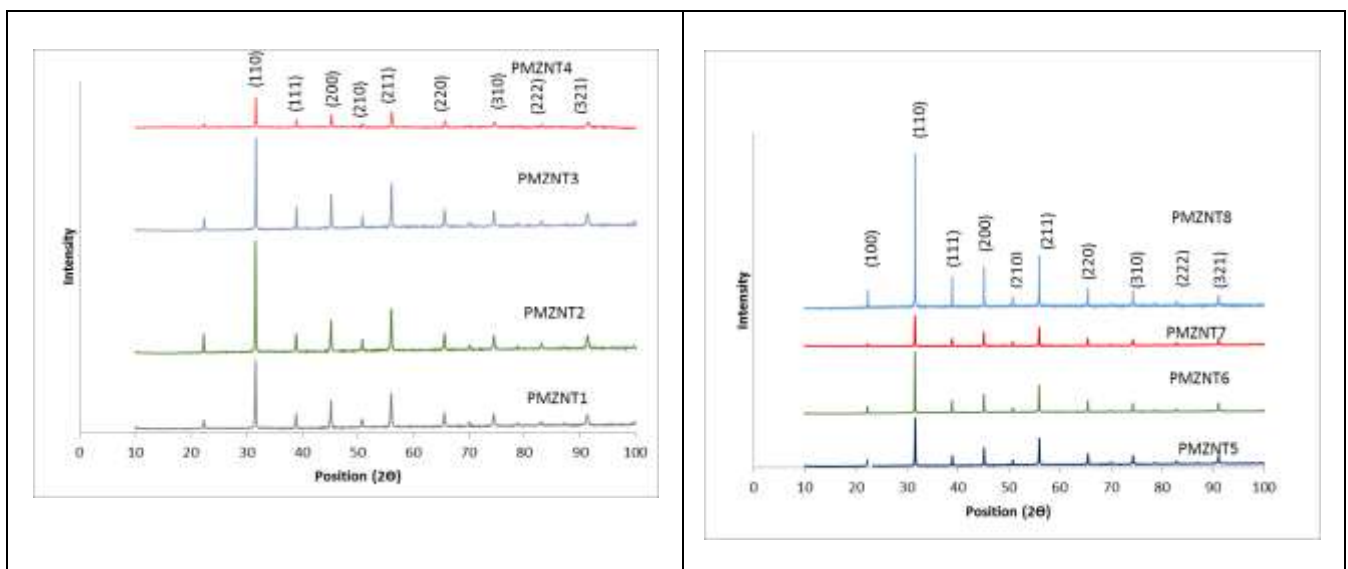 PMZNT4
(110) (111) (200) (210) (211) (220) (310) (222) (321)
PMZNT3
PMZNT2
PMZNT1
Intensity
0 10 20 30 40 50 60 70 80 90 100
Position (2Θ)
(110)
PMZNT8
(100) (111) (200) (210) (211) (220) (310) (222) (321)
PMZNT7
PMZNT6
PMZNT5
Intensity
0 10 20 30 40 50 60 70 80 90 100
Position (2Θ)